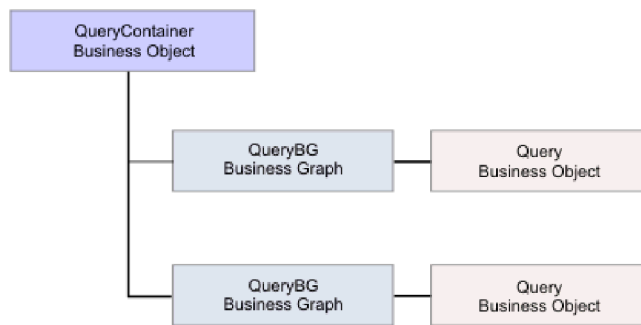 QueryContainer
Business Object
QueryBG
Business Graph
Query
Business Object
QueryBG
Business Graph
Query
Business Object